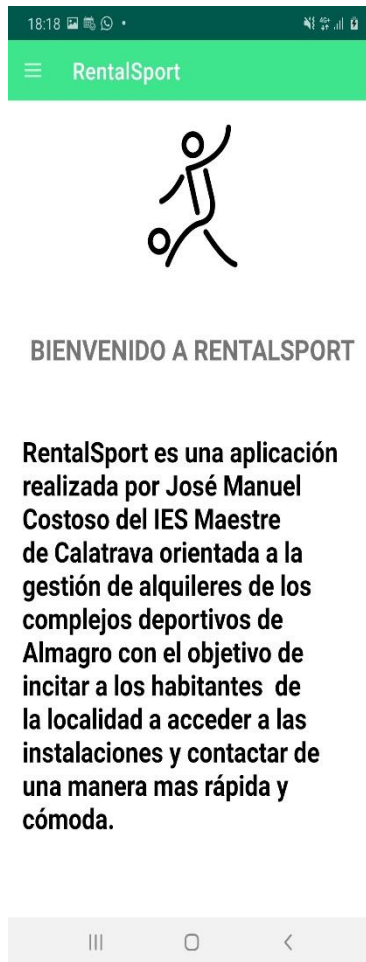 18:18
RentalSport
BIENVENIDO A RENTALSPORT
RentalSport es una aplicación
realizada por José Manuel
Costoso del IES Maestre
de Calatrava orientada a la
gestión de alquileres de los
complejos deportivos de
Almagro con el objetivo de
incitar a los habitantes  de
la localidad a acceder a las
instalaciones y contactar de
una manera mas rápida y
cómoda.